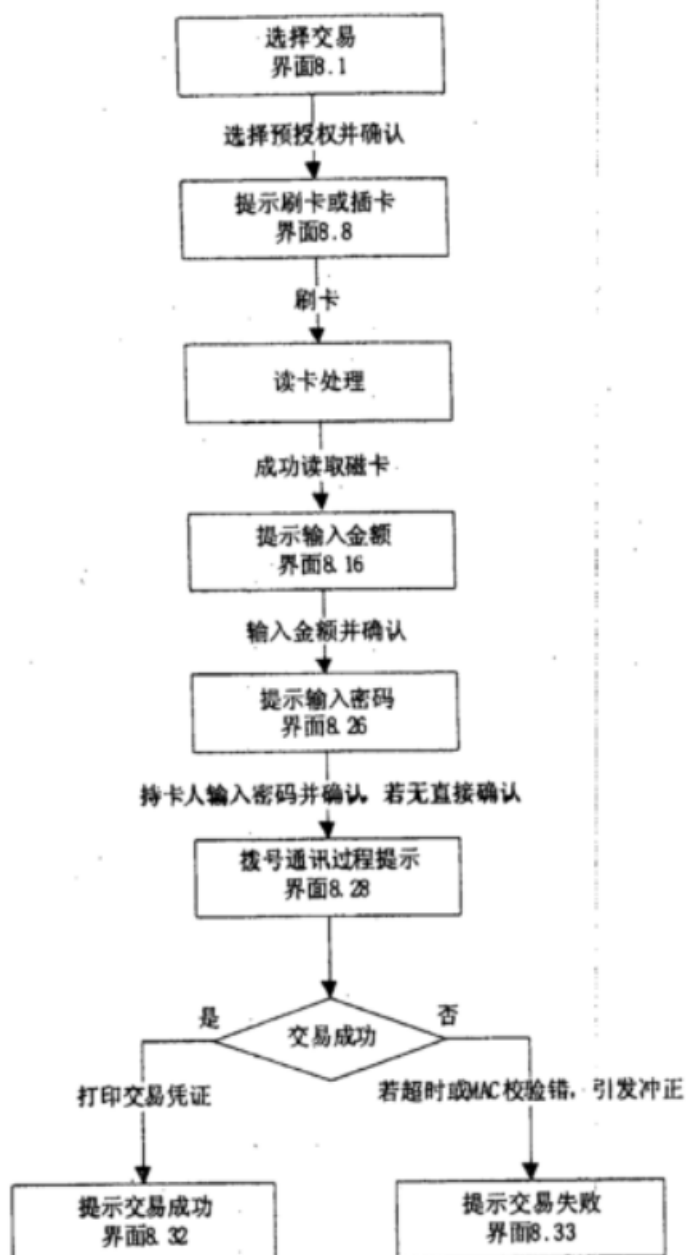 选择交易
界面8.1
选择预授权并确认
提示刷卡或插卡
界面8.8
刷卡
读卡处理
成功读取磁卡
提示输入金额
界面8.16
输入金额并确认
提示输入密码
界面8.26
持卡人输入密码并确认，若无直接确认
拨号通讯过程提示
界面8.28
是
交易成功
否
打印交易凭证
若超时或MAC校验错，引发冲正
提示交易成功
界面8.32
提示交易失败
界面8.33